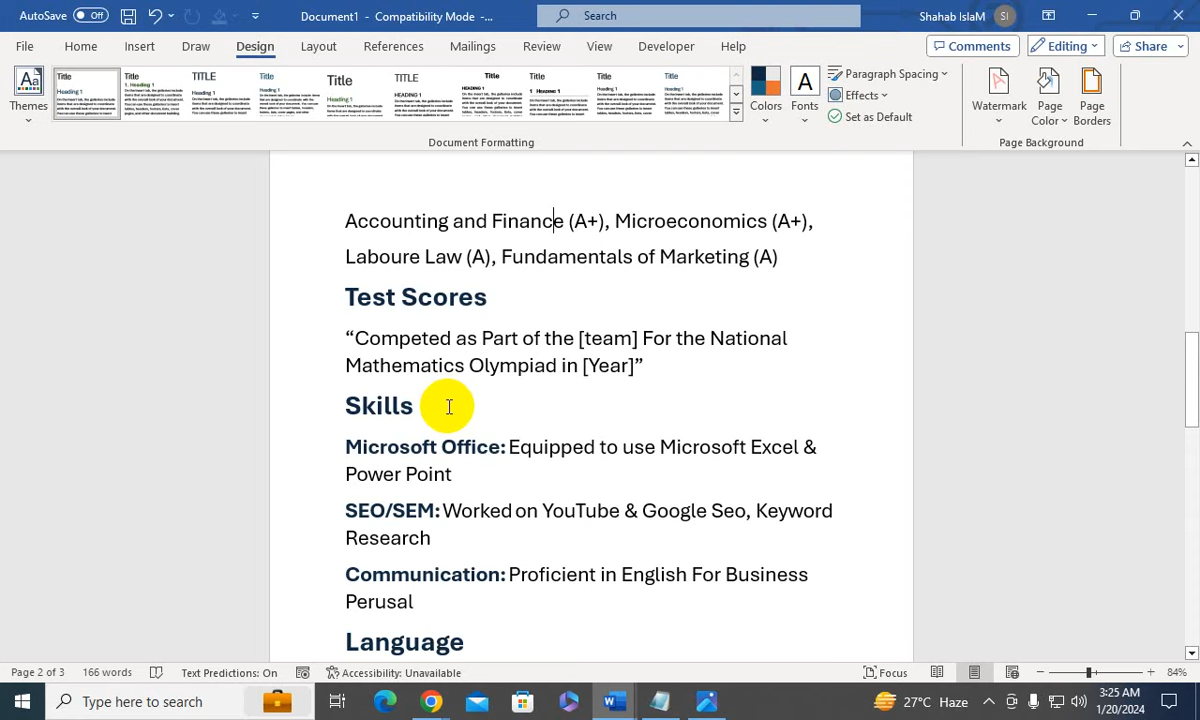 AutoSave Off Document1 - Compatibility Mode -... Search Shahab IslaM SI
File Home Insert Draw Design Layout References Mailings Review View Developer Help Comments Editing Share
Themes
Colors
Fonts
Paragraph Spacing
Effects
Set as Default
Watermark
Page Color
Page Borders
Document Formatting Page Background
Accounting and Finance (A+), Microeconomics (A+),
Laboure Law (A), Fundamentals of Marketing (A)
Test Scores
“Competed as Part of the [team] For the National
Mathematics Olympiad in [Year]”
Skills
Microsoft Office: Equipped to use Microsoft Excel &
Power Point
SEO/SEM: Worked on YouTube & Google Seo, Keyword
Research
Communication: Proficient in English For Business
Perusal
Language
Page 2 of 3 166 words Text Predictions: On Accessibility: Unavailable Focus 84%
Type here to search 27°C Haze 3:25 AM
1/20/2024